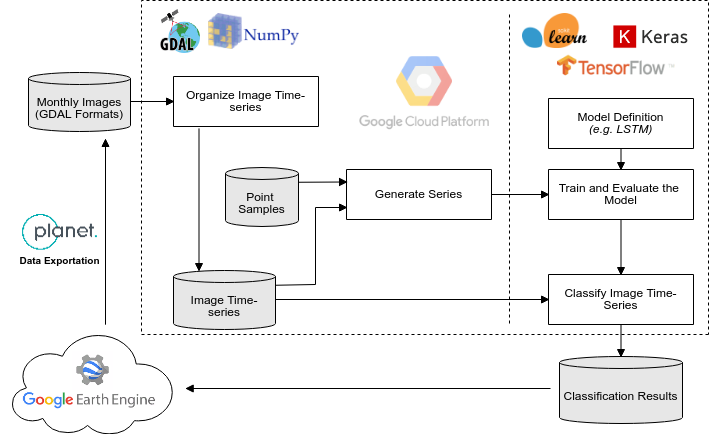 GDAL
NumPy
learn
Keras
TensorFlow™
Monthly Images
(GDAL Formats)
Organize Image Time-
series
Google Cloud Platform
Model Definition
(e.g. LSTM)
Point
Samples
Generate Series
Train and Evaluate the
Model
planet.
Data Exportation
Image Time-
series
Classify Image Time-
Series
Google Earth Engine
Classification Results